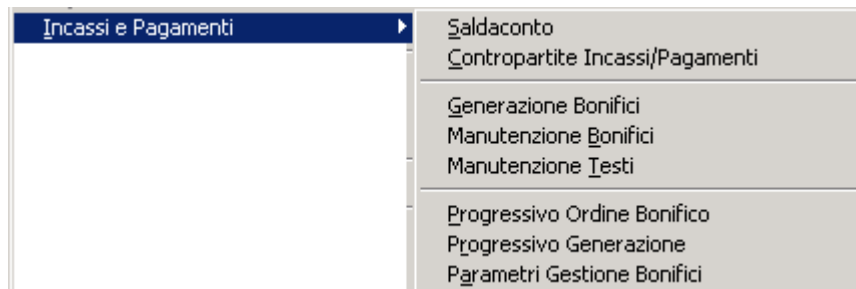 Incassi e Pagamenti
Saldaconto
Contropartite Incassi/Pagamenti
Generazione Bonifici
Manutenzione Bonifici
Manutenzione Testi
Progressivo Ordine Bonifico
Progressivo Generazione
Parametri Gestione Bonifici